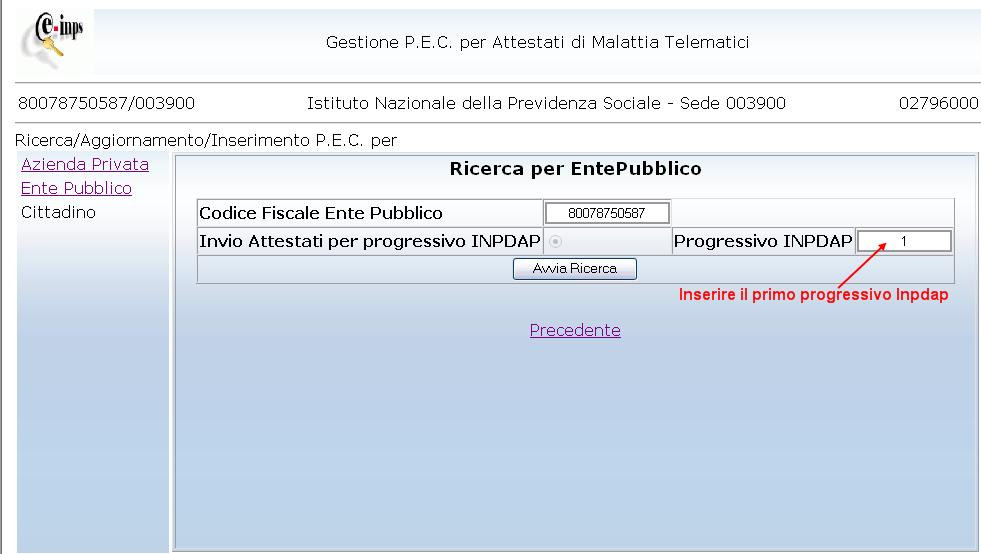 e-inps
Gestione P.E.C. per Attestati di Malattia Telematici
80078750587/003900 Istituto Nazionale della Previdenza Sociale - Sede 003900 02796000
Ricerca/Aggiornamento/Inserimento P.E.C. per
Azienda Privata
Ente Pubblico
Cittadino
Ricerca per EntePubblico
Codice Fiscale Ente Pubblico 80078750587
Invio Attestati per progressivo INPDAP Progressivo INPDAP 1
Avvia Ricerca
Inserire il primo progressivo Inpdap
Precedente